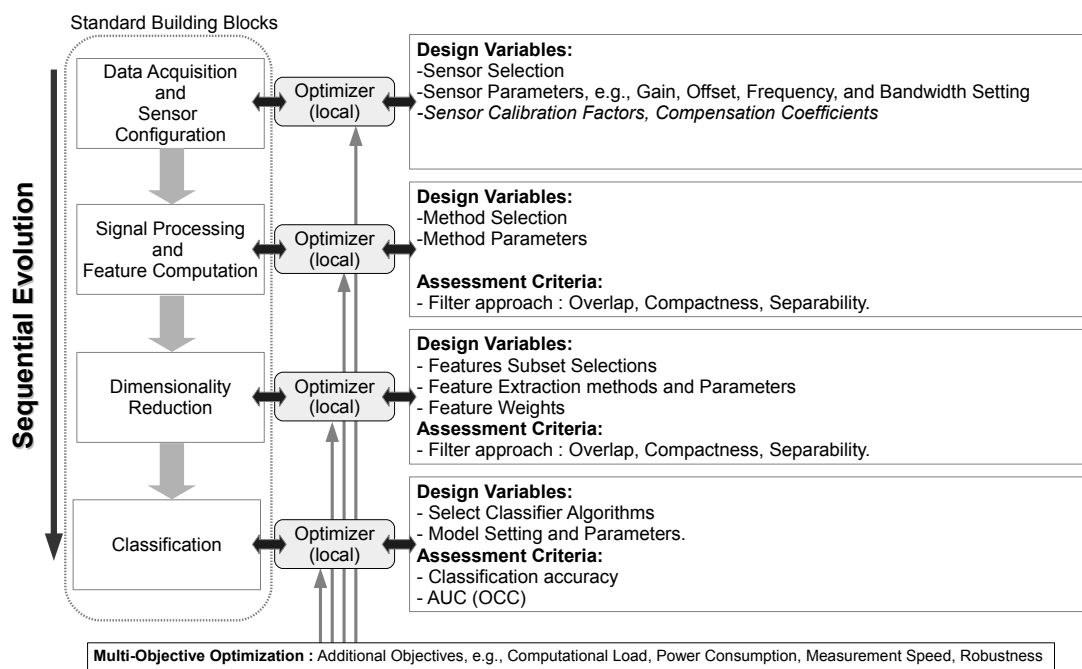 Standard Building Blocks
Sequential Evolution
Data Acquisition
and
Sensor
Configuration
Optimizer
(local)
Design Variables:
-Sensor Selection
-Sensor Parameters, e.g., Gain, Offset, Frequency, and Bandwidth Setting
-Sensor Calibration Factors, Compensation Coefficients
Signal Processing
and
Feature Computation
Optimizer
(local)
Design Variables:
-Method Selection
-Method Parameters
Assessment Criteria:
- Filter approach : Overlap, Compactness, Separability.
Dimensionality
Reduction
Optimizer
(local)
Design Variables:
- Features Subset Selections
- Feature Extraction methods and Parameters
- Feature Weights
Assessment Criteria:
- Filter approach : Overlap, Compactness, Separability.
Classification
Optimizer
(local)
Design Variables:
- Select Classifier Algorithms
- Model Setting and Parameters.
Assessment Criteria:
- Classification accuracy
- AUC (OCC)
Multi-Objective Optimization : Additional Objectives, e.g., Computational Load, Power Consumption, Measurement Speed, Robustness